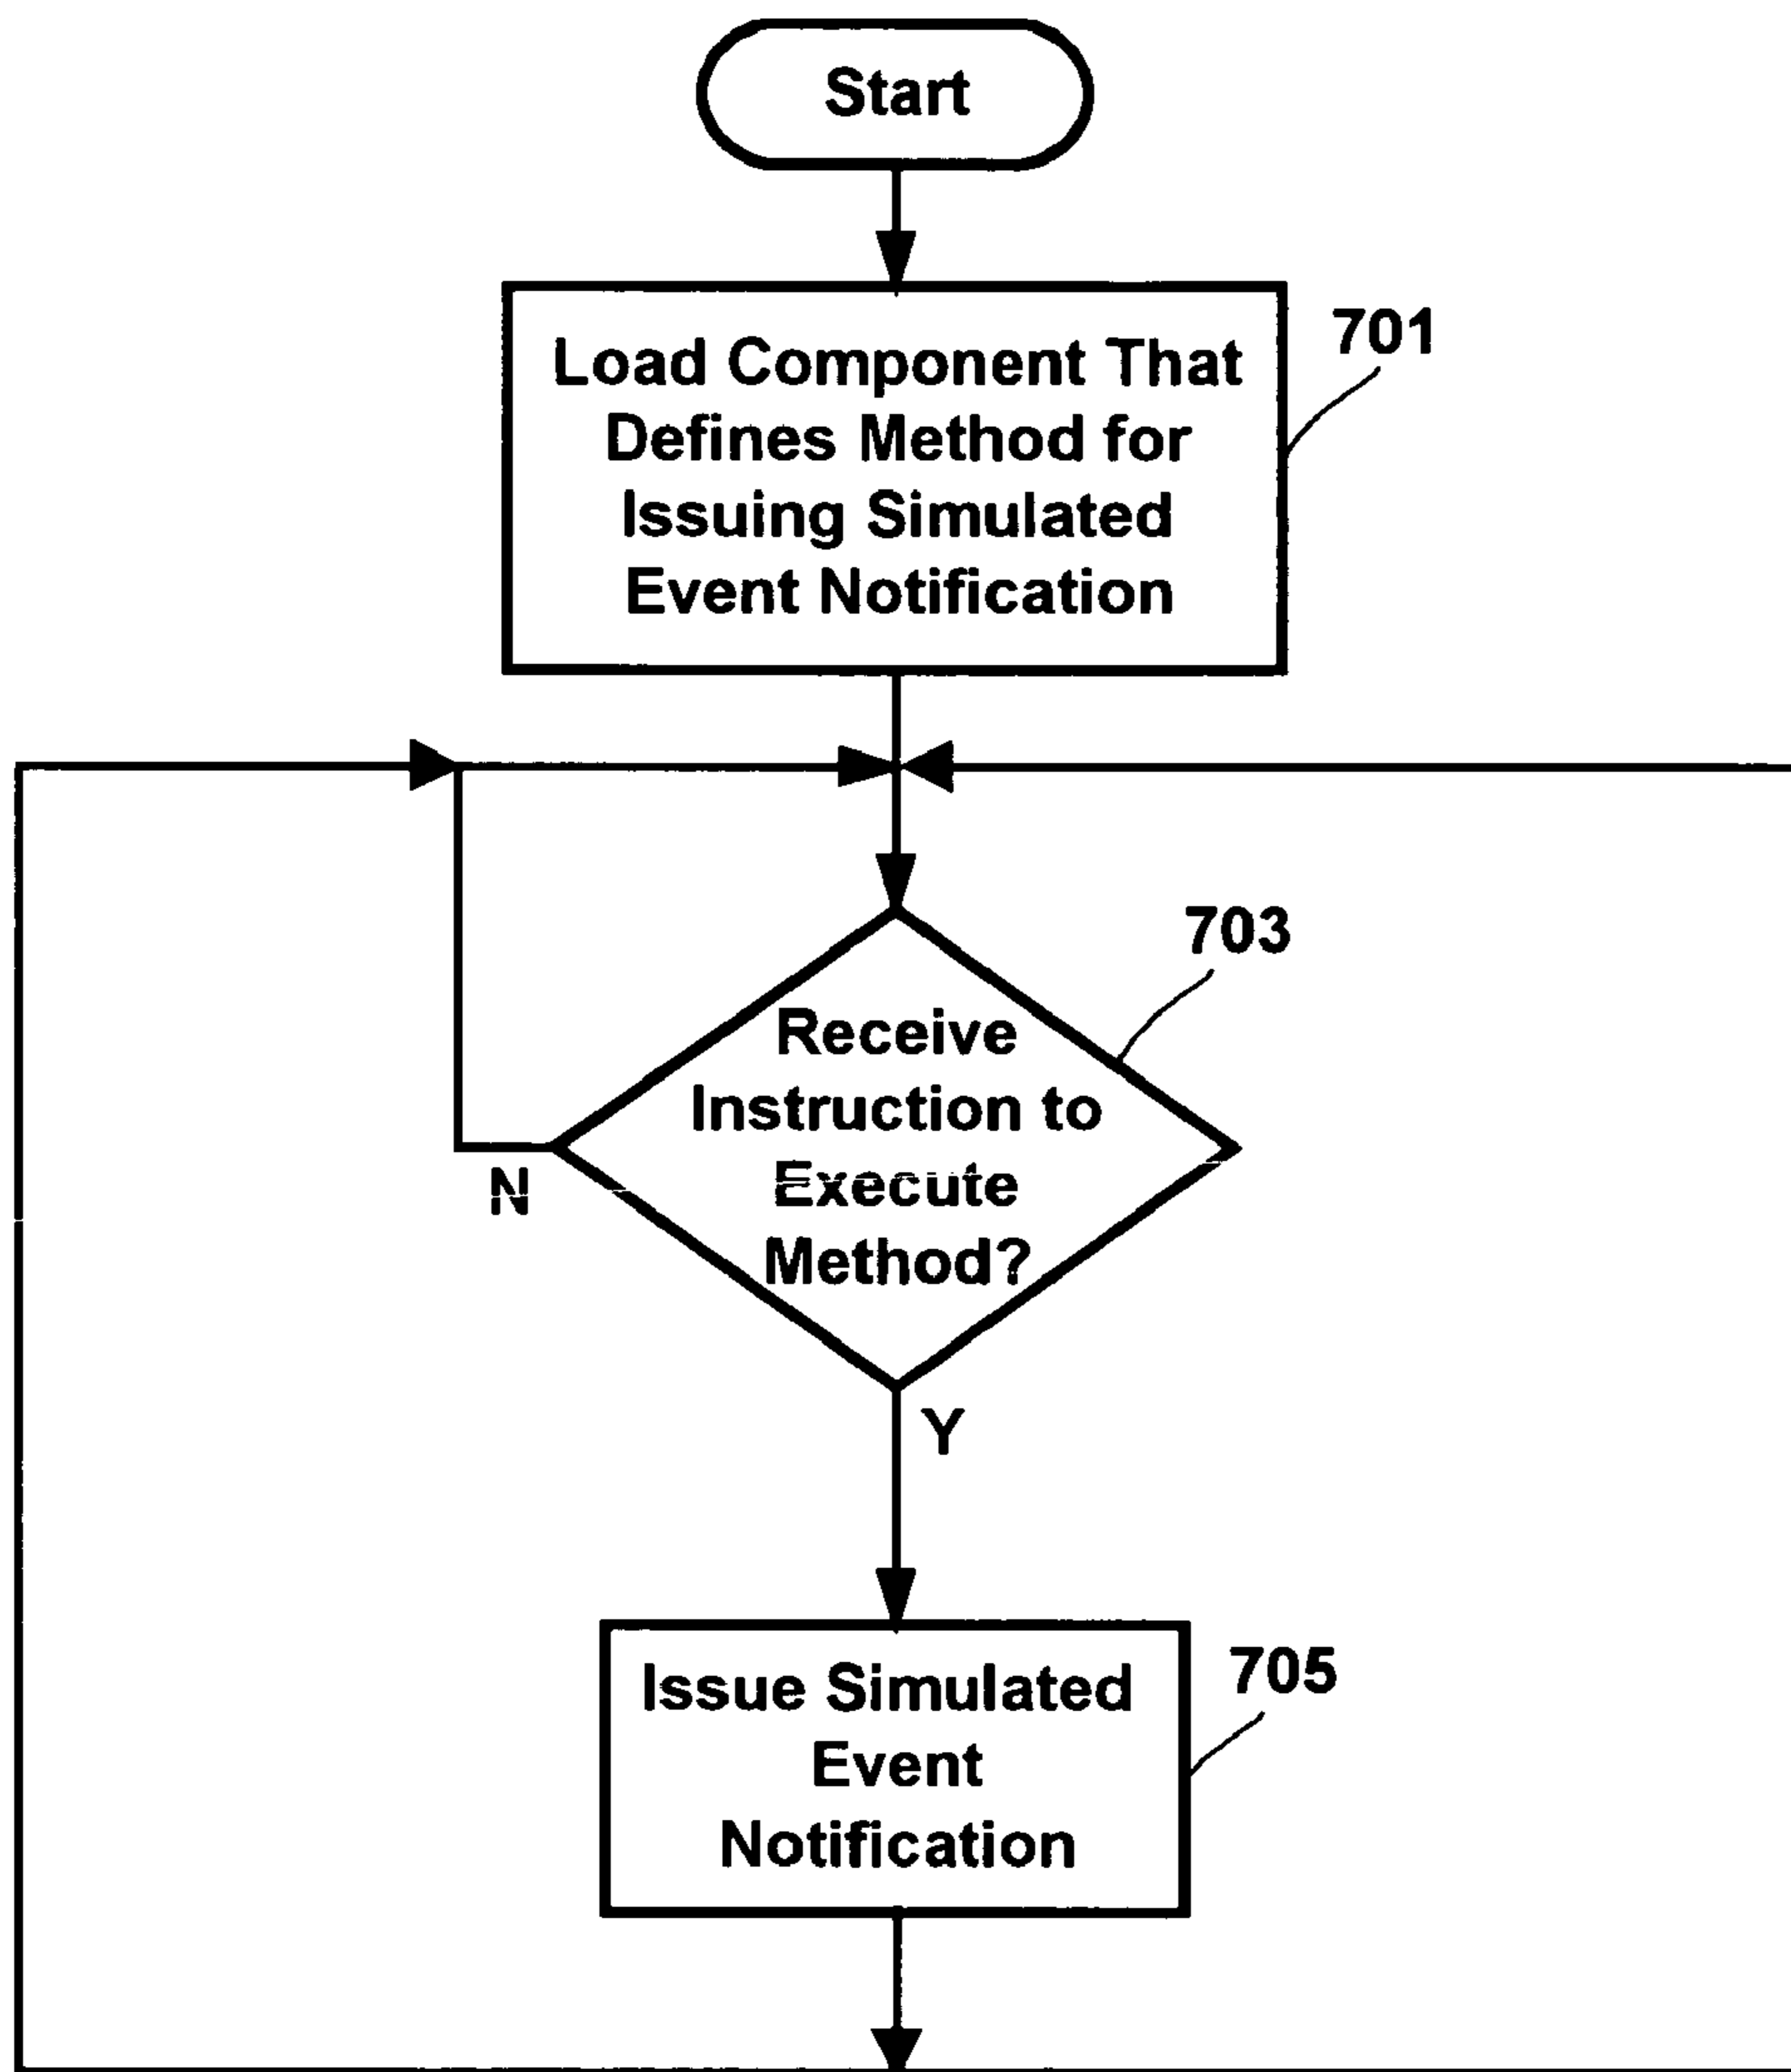 Start
Load Component That
Defines Method for
Issuing Simulated
Event Notification
701
703
Receive
Instruction to
Execute
Method?
N
Y
Issue Simulated
Event
Notification
705